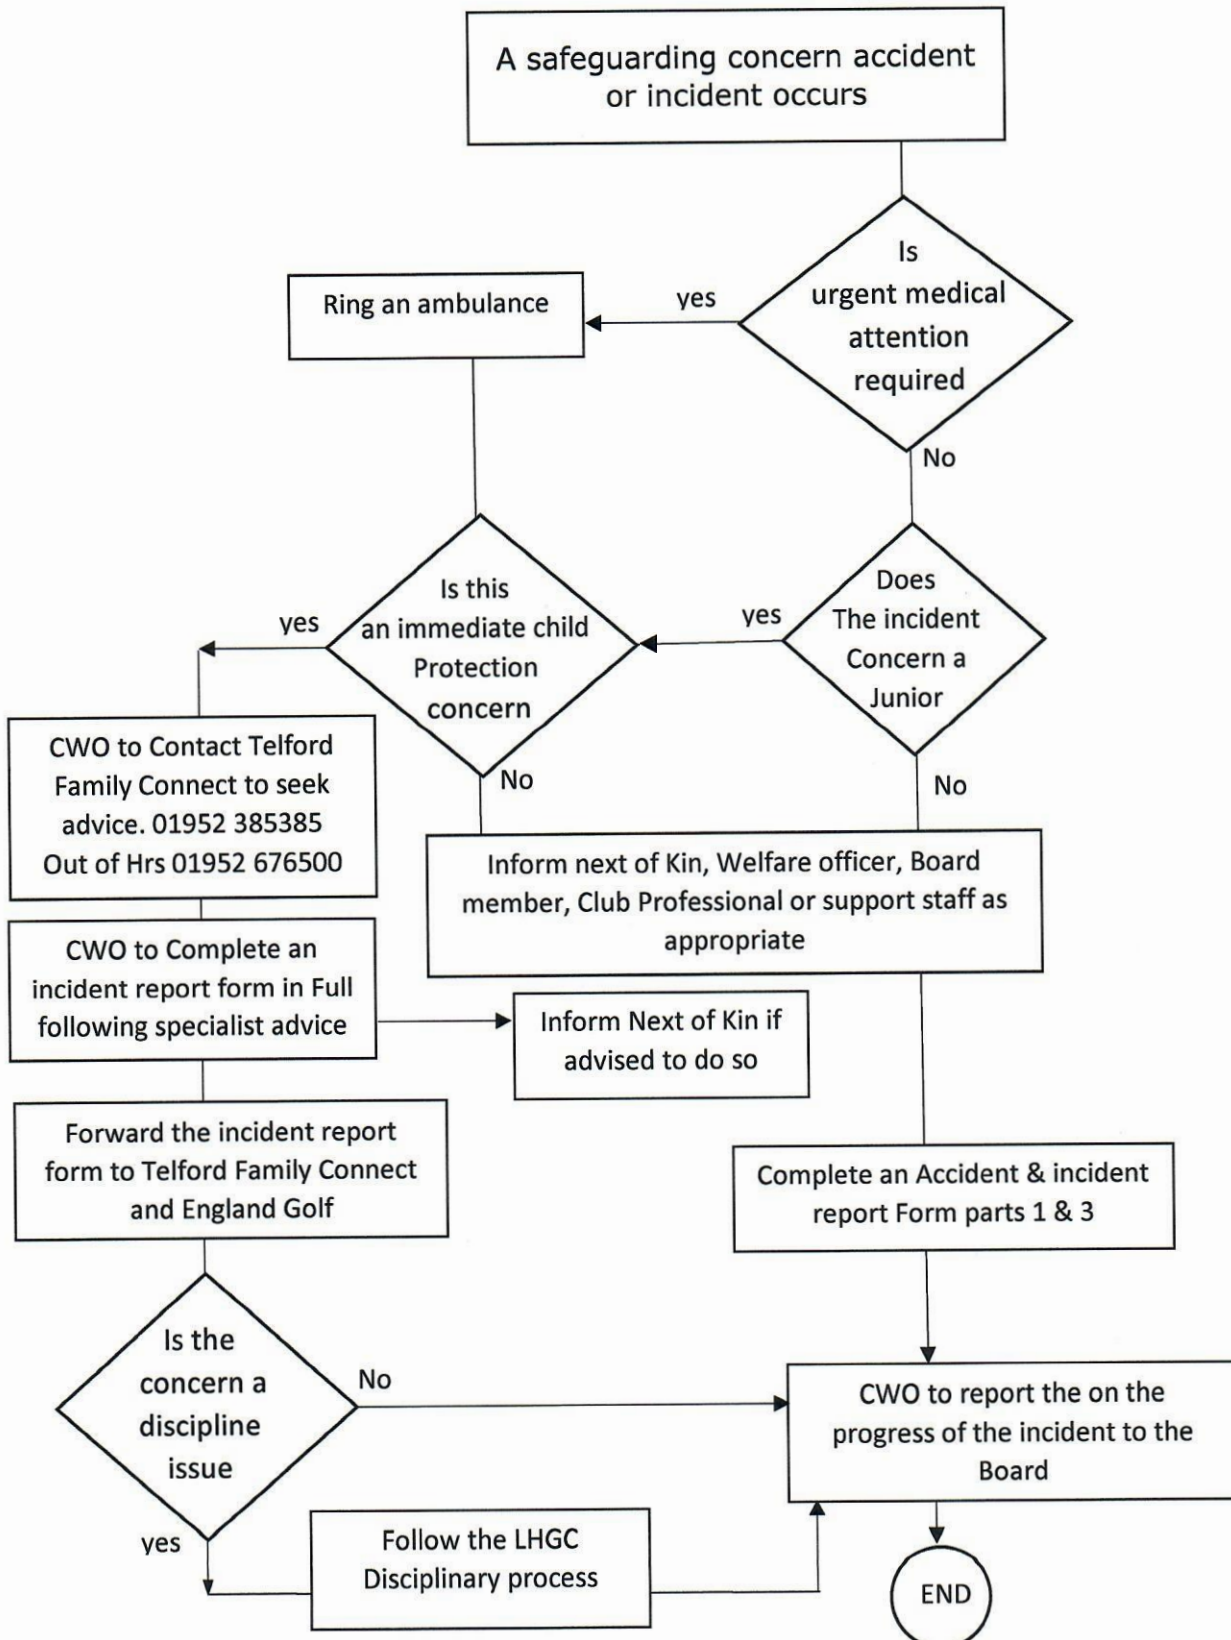 A safeguarding concern accident
or incident occurs
Is
urgent medical
attention
required
yes
Ring an ambulance
No
Does
The incident
Concern a
Junior
yes
Is this
an immediate child
Protection
concern
yes
No
No
CWO to Contact Telford
Family Connect to seek
advice. 01952 385385
Out of Hrs 01952 676500
Inform next of Kin, Welfare officer, Board
member, Club Professional or support staff as
appropriate
CWO to Complete an
incident report form in Full
following specialist advice
Inform Next of Kin if
advised to do so
Forward the incident report
form to Telford Family Connect
and England Golf
Complete an Accident & incident
report Form parts 1 & 3
Is the
concern a
discipline
issue
No
CWO to report the on the
progress of the incident to the
Board
yes
Follow the LHGC
Disciplinary process
END